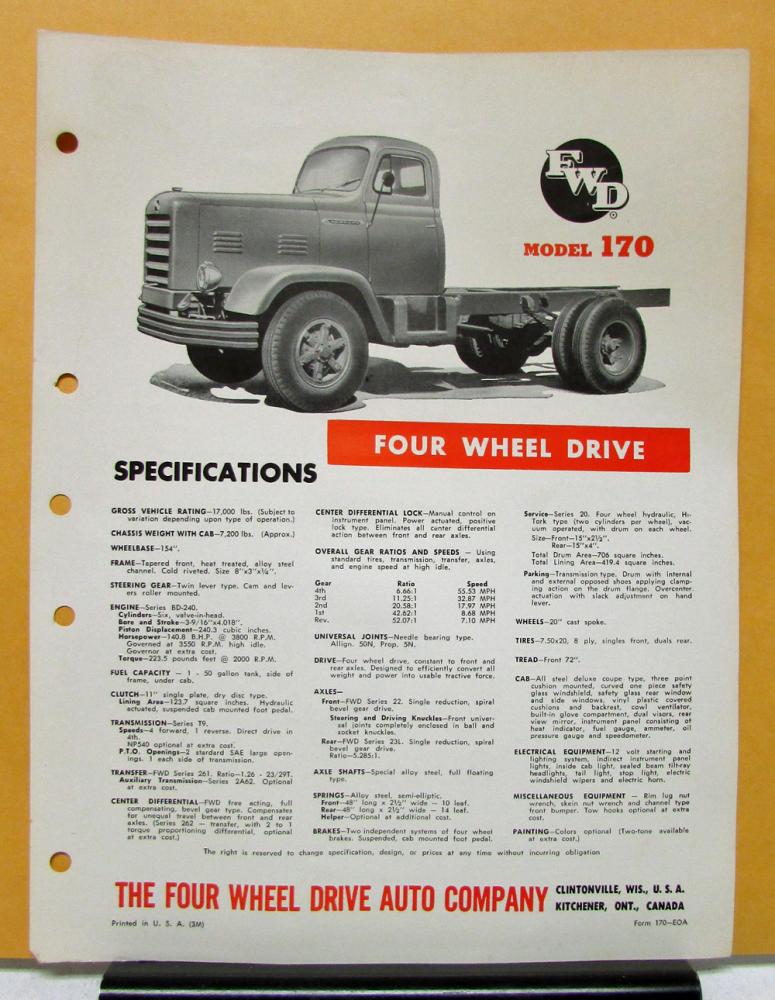 FWD
MODEL 170
FOUR WHEEL DRIVE
SPECIFICATIONS
GROSS VEHICLE RATING—17,000 lbs. (Subject to
variation depending upon type of operation.)
CHASSIS WEIGHT WITH CAB—7,200 lbs. (Approx.)
WHEELBASE—154".
FRAME—Tapered front, heat treated, alloy steel
channel. Cold riveted. Size 8"x3"x¼".
STEERING GEAR—Twin lever type. Cam and lev-
ers roller mounted.
ENGINE—Series BD-240.
Cylinders—Six, valve-in-head.
Bore and Stroke—3-9/16"x4.018".
Piston Displacement—240.3 cubic inches.
Horsepower—140.8 B.H.P. @ 3800 R.P.M.
Governed at 3550 R.P.M. high idle.
Governor at extra cost.
Torque—223.5 pounds feet @ 2000 R.P.M.
FUEL CAPACITY — 1 - 50 gallon tank, side of
frame, under cab.
CLUTCH—11" single plate, dry disc type.
Lining Area—123.7 square inches. Hydraulic
actuated, suspended cab mounted foot pedal.
TRANSMISSION—Series T9.
Speeds—4 forward, 1 reverse. Direct drive in
4th.
NP540 optional at extra cost.
P.T.O. Openings—2 standard SAE large open-
ings. 1 each side of transmission.
TRANSFER—FWD Series 261. Ratio—1.26 - 23/29T.
Auxiliary Transmission—Series 2A62. Optional
at extra cost.
CENTER DIFFERENTIAL—FWD free acting, full
compensating, bevel gear type. Compensates
for unequal travel between front and rear
axles. (Series 262 — transfer, with 2 to 1
torque proportioning differential, optional
at extra cost.)
CENTER DIFFERENTIAL LOCK—Manual control on
instrument panel. Power actuated, positive
lock type. Eliminates all center differential
action between front and rear axles.
OVERALL GEAR RATIOS AND SPEEDS — Using
standard tires, transmission, transfer, axles,
and engine speed at high idle.
Gear Ratio Speed
4th 6.66:1 55.53 MPH
3rd 11.25:1 32.87 MPH
2nd 20.58:1 17.97 MPH
1st 42.62:1 8.68 MPH
Rev. 52.07:1 7.10 MPH
UNIVERSAL JOINTS—Needle bearing type.
Allign. 50N, Prop. 5N.
DRIVE—Four wheel drive, constant to front and
rear axles. Designed to efficiently convert all
weight and power into usable tractive force.
AXLES—
Front—FWD Series 22. Single reduction, spiral
bevel gear drive.
Steering and Driving Knuckles—Front univer-
sal joints completely enclosed in ball and
socket knuckles.
Rear—FWD Series 23L. Single reduction, spiral
bevel gear drive.
Ratio—5.285:1.
AXLE SHAFTS—Special alloy steel, full floating
type.
SPRINGS—Alloy steel, semi-elliptic.
Front—48" long x 2½" wide — 10 leaf.
Rear—48" long x 2½" wide — 14 leaf.
Helper—Optional at additional cost.
BRAKES—Two independent systems of four wheel
brakes. Suspended, cab mounted foot pedal.
Service—Series 20. Four wheel hydraulic, Hi-
Tork type (two cylinders per wheel), vac-
uum operated, with drum on each wheel.
Size—Front—15"x2½".
Rear—15"x4".
Total Drum Area—706 square inches.
Total Lining Area—419.4 square inches.
Parking—Transmission type. Drum with internal
and external opposed shoes applying clamp-
ing action on the drum flange. Overcenter
actuation with slack adjustment on hand
lever.
WHEELS—20" cast spoke.
TIRES—7.50x20, 8 ply, singles front, duals rear.
TREAD—Front 72".
CAB—All steel deluxe coupe type, three point
cushion mounted, curved one piece safety
glass windshield, safety glass rear window
and side windows, vinyl plastic covered
cushions and backrest, cowl ventilator,
built-in glove compartment, dual visors, rear
view mirror, instrument panel consisting of
heat indicator, fuel gauge, ammeter, oil
pressure gauge and speedometer.
ELECTRICAL EQUIPMENT—12 volt starting and
lighting system, indirect instrument panel
lights, inside cab light, sealed beam tilt-ray
headlights, tail light, stop light, electric
windshield wipers and electric horn.
MISCELLANEOUS EQUIPMENT — Rim lug nut
wrench, skein nut wrench and channel type
front bumper. Tow hooks optional at extra
cost.
PAINTING—Colors optional (Two-tone available
at extra cost.)
The right is reserved to change specification, design, or prices at any time without incurring obligation
THE FOUR WHEEL DRIVE AUTO COMPANY CLINTONVILLE, WIS., U. S. A.
KITCHENER, ONT., CANADA
Printed in U. S. A. (3M) Form 170—EOA